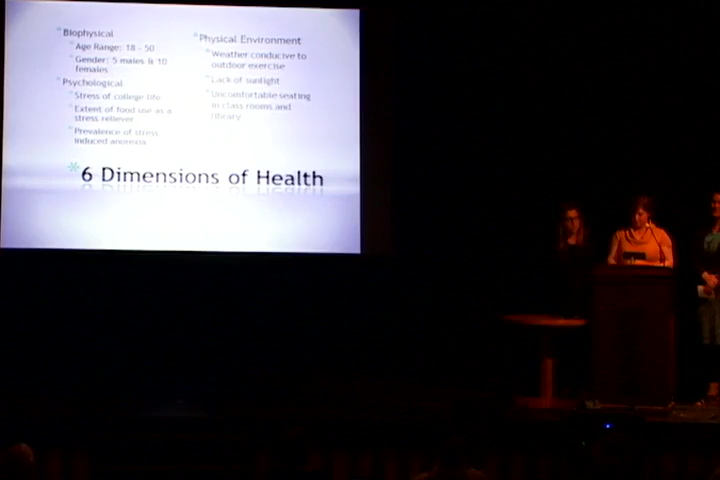 *Biophysical
*Age Range: 18 - 50
*Gender: 5 males & 10
females
*Psychological
*Stress of college life
*Extent of food use as a
stress reliever
*Prevalence of stress
induced anorexia
*Physical Environment
*Weather conducive to
outdoor exercise
*Lack of sunlight
*Uncomfortable seating
in class rooms and
library
*6 Dimensions of Health